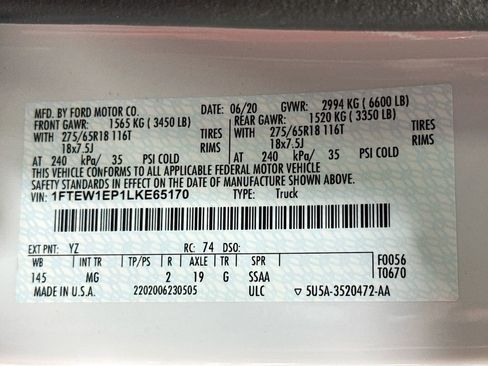 MFD. BY FORD MOTOR CO. DATE: 06/20 GVWR: 2994 KG (6600 LB)
FRONT GAWR: 1565 KG (3450 LB) REAR GAWR: 1520 KG (3350 LB)
WITH 275/65R18 116T TIRES WITH 275/65R18 116T TIRES
18x7.5J RIMS 18x7.5J RIMS
AT 240 kPa/ 35 PSI COLD AT 240 kPa/ 35 PSI COLD
THIS VEHICLE CONFORMS TO ALL APPLICABLE FEDERAL MOTOR VEHICLE
SAFETY STANDARDS IN EFFECT ON THE DATE OF MANUFACTURE SHOWN ABOVE.
VIN: 1FTEW1EP1LKE65170 TYPE: Truck
EXT PNT: YZ RC: 74 DSO:
WB INT TR TP/PS R AXLE TR SPR F0056
145 MG 2 19 G SSAA T0670
MADE IN U.S.A. 2202006230505 ULC ▽ 5U5A-3520472-AA